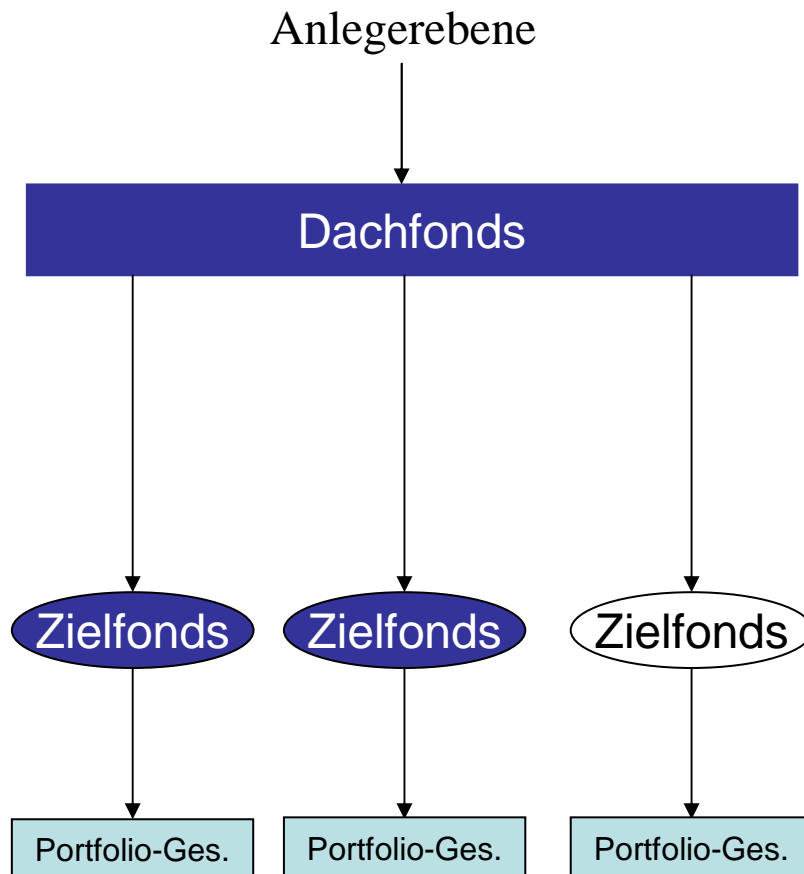 Anlegerebene
Dachfonds
Zielfonds Zielfonds Zielfonds
Portfolio-Ges. Portfolio-Ges. Portfolio-Ges.